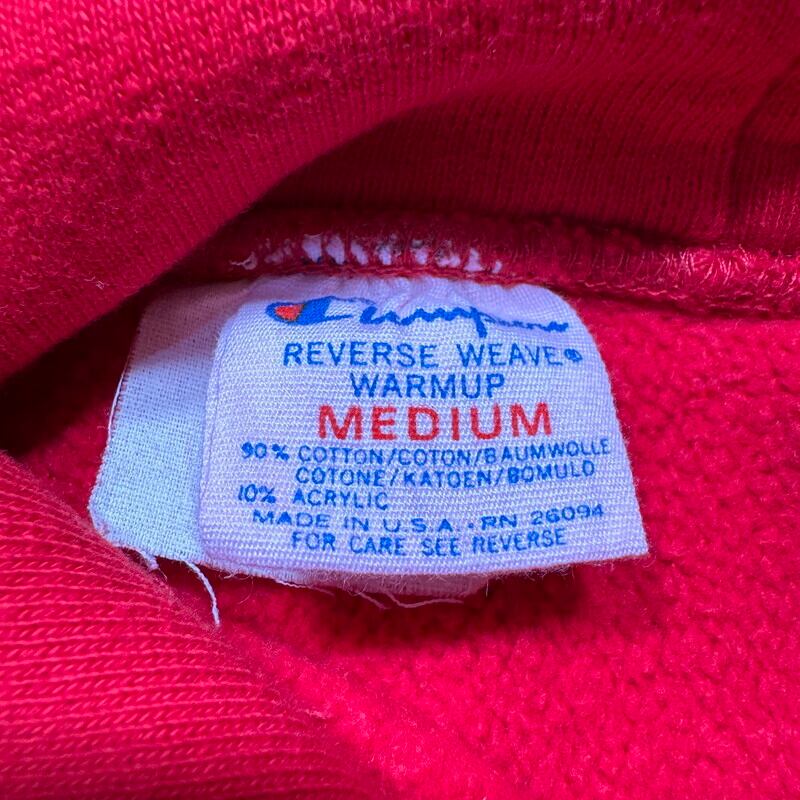 Champion
REVERSE WEAVE®
WARMUP
MEDIUM
90% COTTON/COTON/BAUMWOLLE
COTONE/KATOEN/BOMULO
10% ACRYLIC
MADE IN U.S.A. · RN 26094
FOR CARE SEE REVERSE